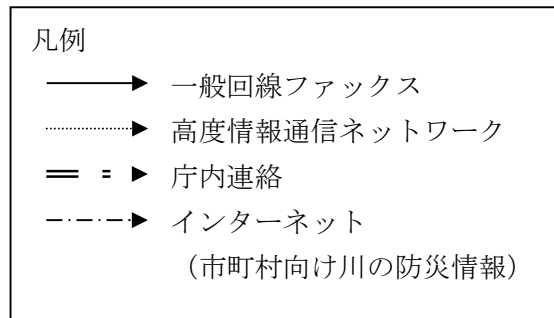 凡例
一般回線ファックス
高度情報通信ネットワーク
庁内連絡
インターネット
（市町村向け川の防災情報）